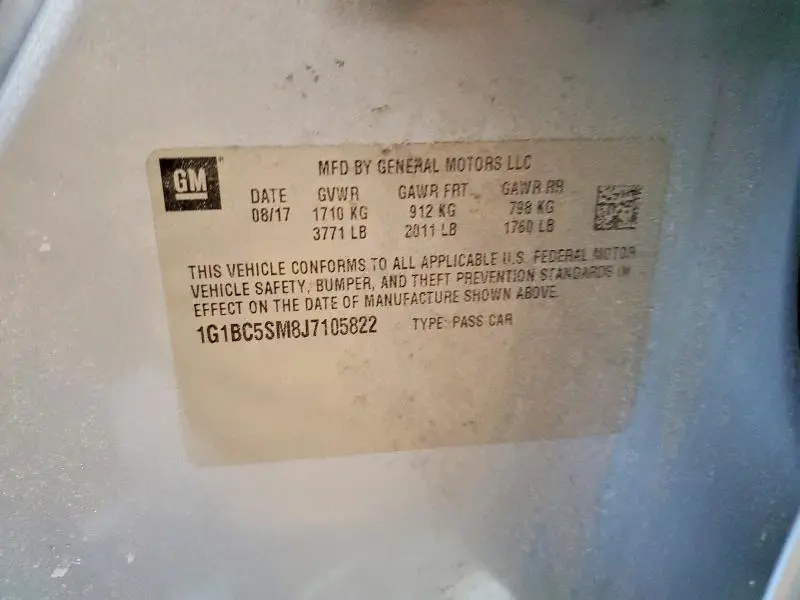 GM
MFD BY GENERAL MOTORS LLC
DATE GVWR GAWR FRT GAWR RR
08/17 1710 KG 912 KG 798 KG
3771 LB 2011 LB 1760 LB
THIS VEHICLE CONFORMS TO ALL APPLICABLE U.S. FEDERAL MOTOR
VEHICLE SAFETY, BUMPER, AND THEFT PREVENTION STANDARDS IN
EFFECT ON THE DATE OF MANUFACTURE SHOWN ABOVE.
1G1BC5SM8J7105822 TYPE: PASS CAR